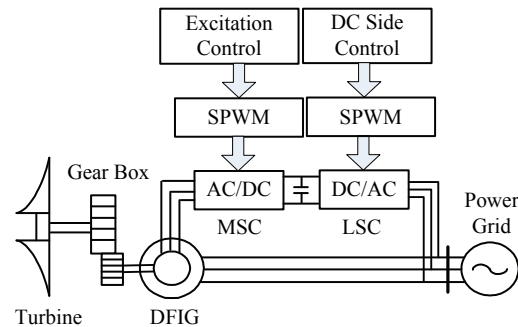 Excitation
Control
DC Side
Control
SPWM
SPWM
Gear Box
AC/DC
DC/AC
Power
Grid
MSC
LSC
Turbine
DFIG